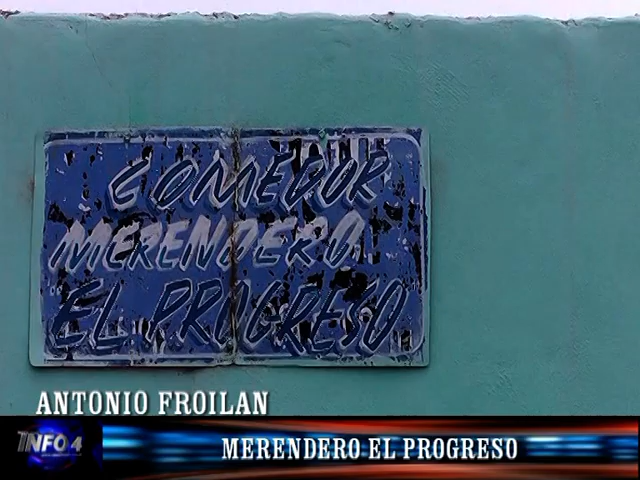 COMEDOR
MERENDERO
EL PROGRESO
ANTONIO FROILAN
INFO 4
MERENDERO EL PROGRESO